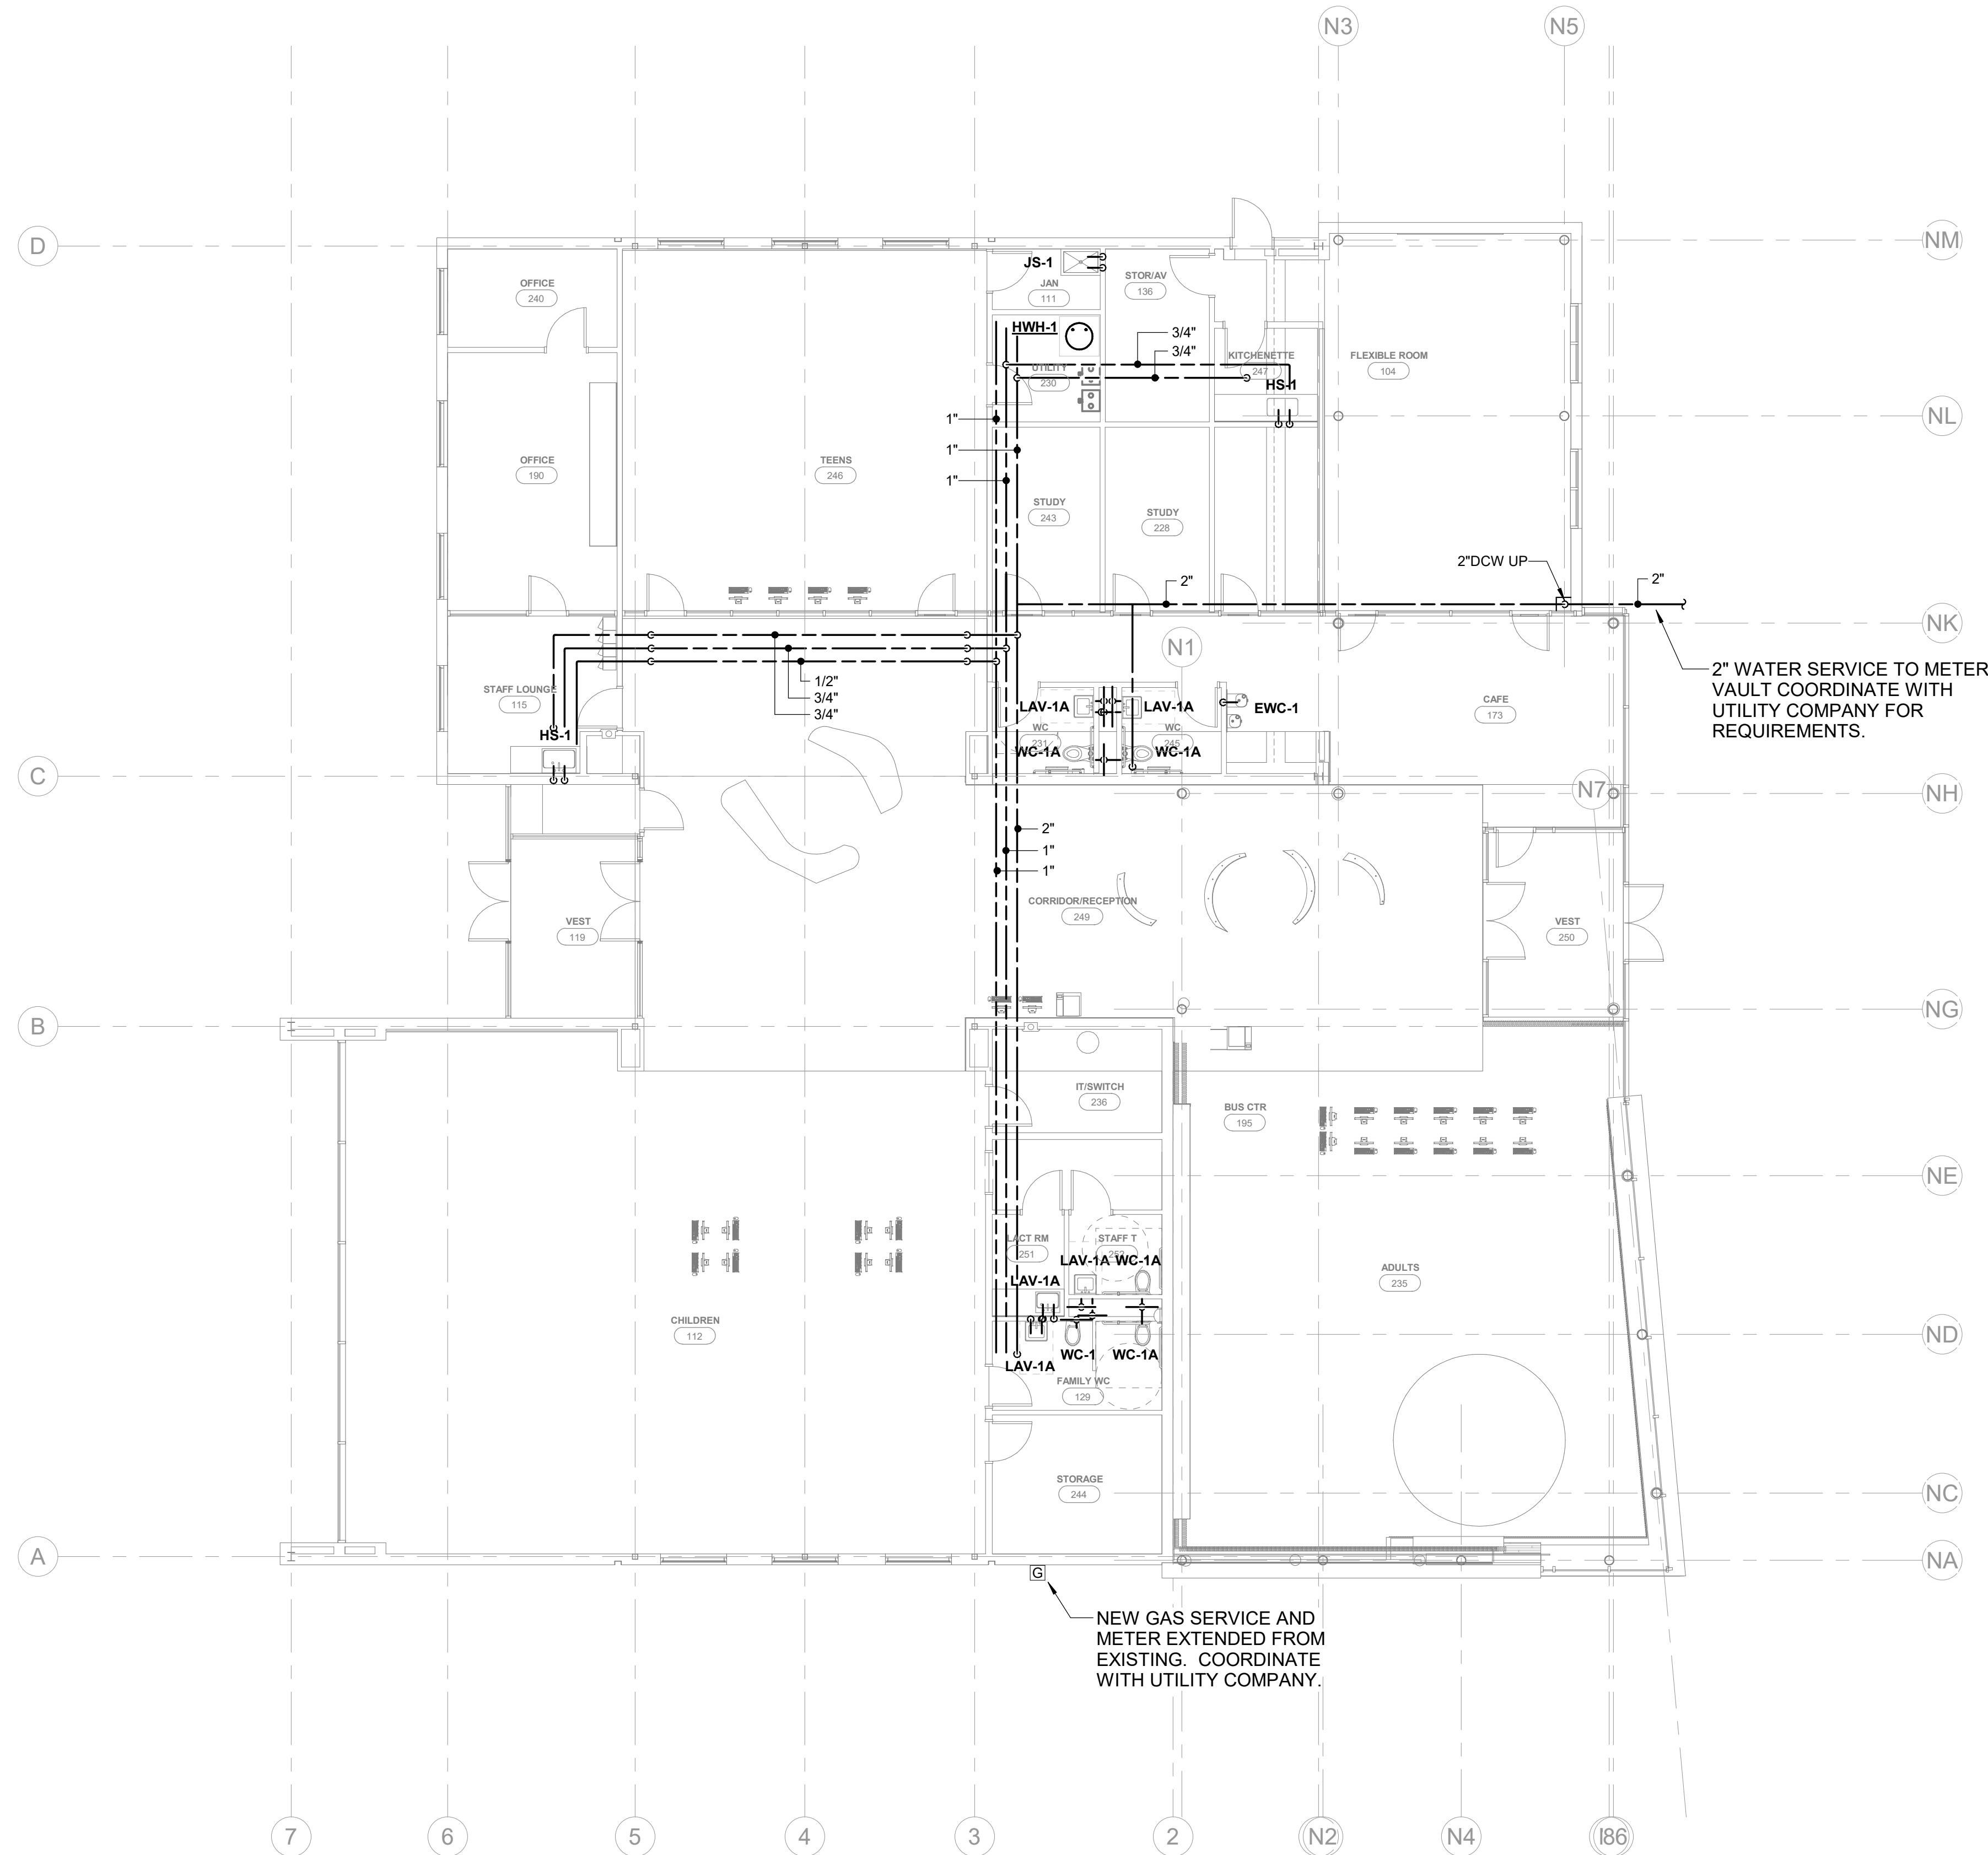 N3
N5
D
NM
JS-1
JAN
111
STOR/AV
136
OFFICE
240
HWH-1
3/4"
3/4"
UTILITY
230
KITCHENETTE
247
HS-1
FLEXIBLE ROOM
104
1"
1"
1"
NL
OFFICE
190
TEENS
246
STUDY
243
STUDY
228
2"DCW UP
2"
2"
NK
N1
2" WATER SERVICE TO METER
VAULT COORDINATE WITH
UTILITY COMPANY FOR
REQUIREMENTS.
STAFF LOUNGE
115
1/2"
3/4"
3/4"
HS-1
LAV-1A
LAV-1A
EWC-1
WC
231
WC
245
WC-1A
WC-1A
CAFE
173
C
N7
NH
2"
1"
1"
CORRIDOR/RECEPTION
249
VEST
119
VEST
250
B
NG
IT/SWITCH
236
BUS CTR
195
NE
LACT RM
251
STAFF T
252
LAV-1A
WC-1A
LAV-1A
ADULTS
235
CHILDREN
112
ND
LAV-1A
WC-1
WC-1A
FAMILY WC
129
STORAGE
244
NC
A
NA
G
NEW GAS SERVICE AND
METER EXTENDED FROM
EXISTING. COORDINATE
WITH UTILITY COMPANY.
7
6
5
4
3
2
N2
N4